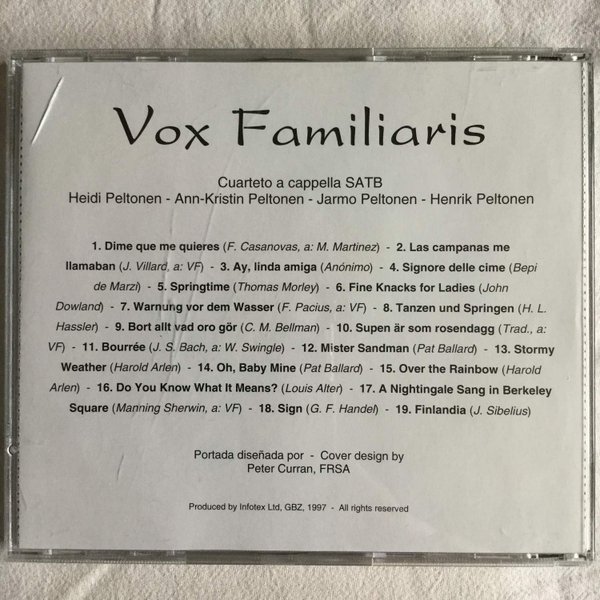 Vox Familiaris
Cuarteto a cappella SATB
Heidi Peltonen - Ann-Kristin Peltonen - Jarmo Peltonen - Henrik Peltonen
1. Dime que me quieres (F. Casanovas, a: M. Martinez) - 2. Las campanas me
llamaban (J. Villard, a: VF) - 3. Ay, linda amiga (Anónimo) - 4. Signore delle cime (Bepi
de Marzi) - 5. Springtime (Thomas Morley) - 6. Fine Knacks for Ladies (John
Dowland) - 7. Warnung vor dem Wasser (F. Pacius, a: VF) - 8. Tanzen und Springen (H. L.
Hassler) - 9. Bort allt vad oro gör (C. M. Bellman) - 10. Supen är som rosendagg (Trad., a:
VF) - 11. Bourrée (J. S. Bach, a: W. Swingle) - 12. Mister Sandman (Pat Ballard) - 13. Stormy
Weather (Harold Arlen) - 14. Oh, Baby Mine (Pat Ballard) - 15. Over the Rainbow (Harold
Arlen) - 16. Do You Know What It Means? (Louis Alter) - 17. A Nightingale Sang in Berkeley
Square (Manning Sherwin, a: VF) - 18. Sign (G. F. Handel) - 19. Finlandia (J. Sibelius)
Portada diseñada por - Cover design by
Peter Curran, FRSA
Produced by Infotex Ltd, GBZ, 1997 - All rights reserved